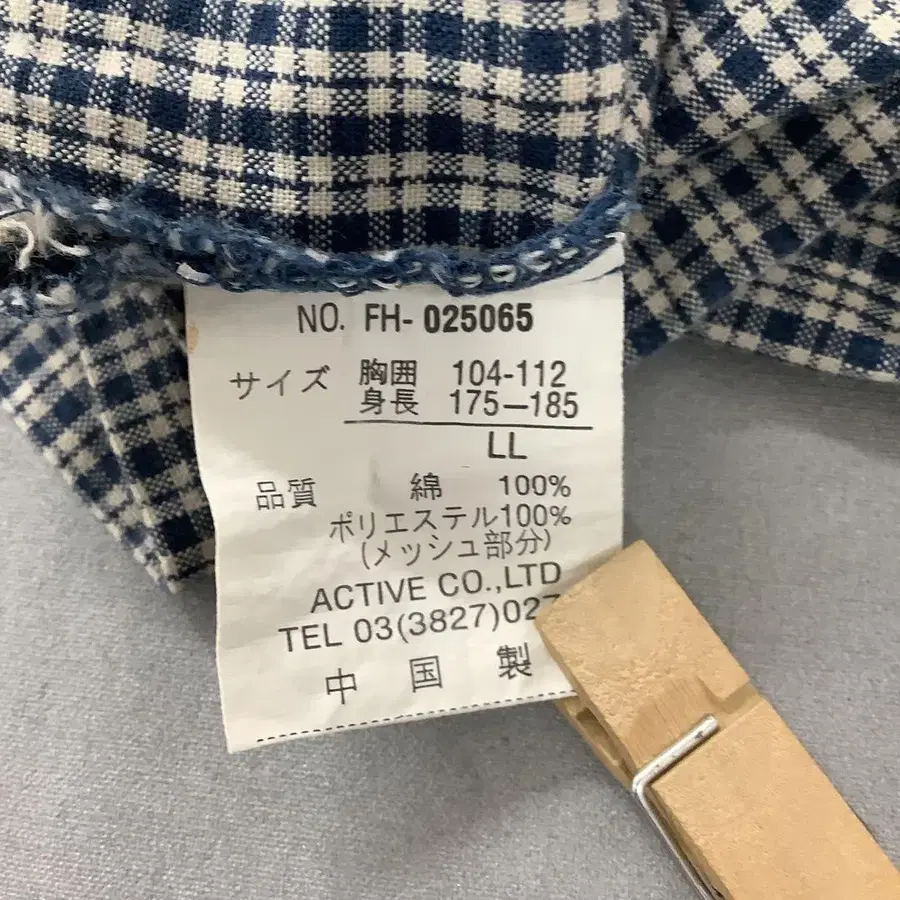 NO. FH- 025065
サイズ 胸囲 104-112
身長 175-185
LL
品質 綿 100%
ポリエステル100%
(メッシュ部分)
ACTIVE CO.,LTD
TEL 03(3827)027
中国製